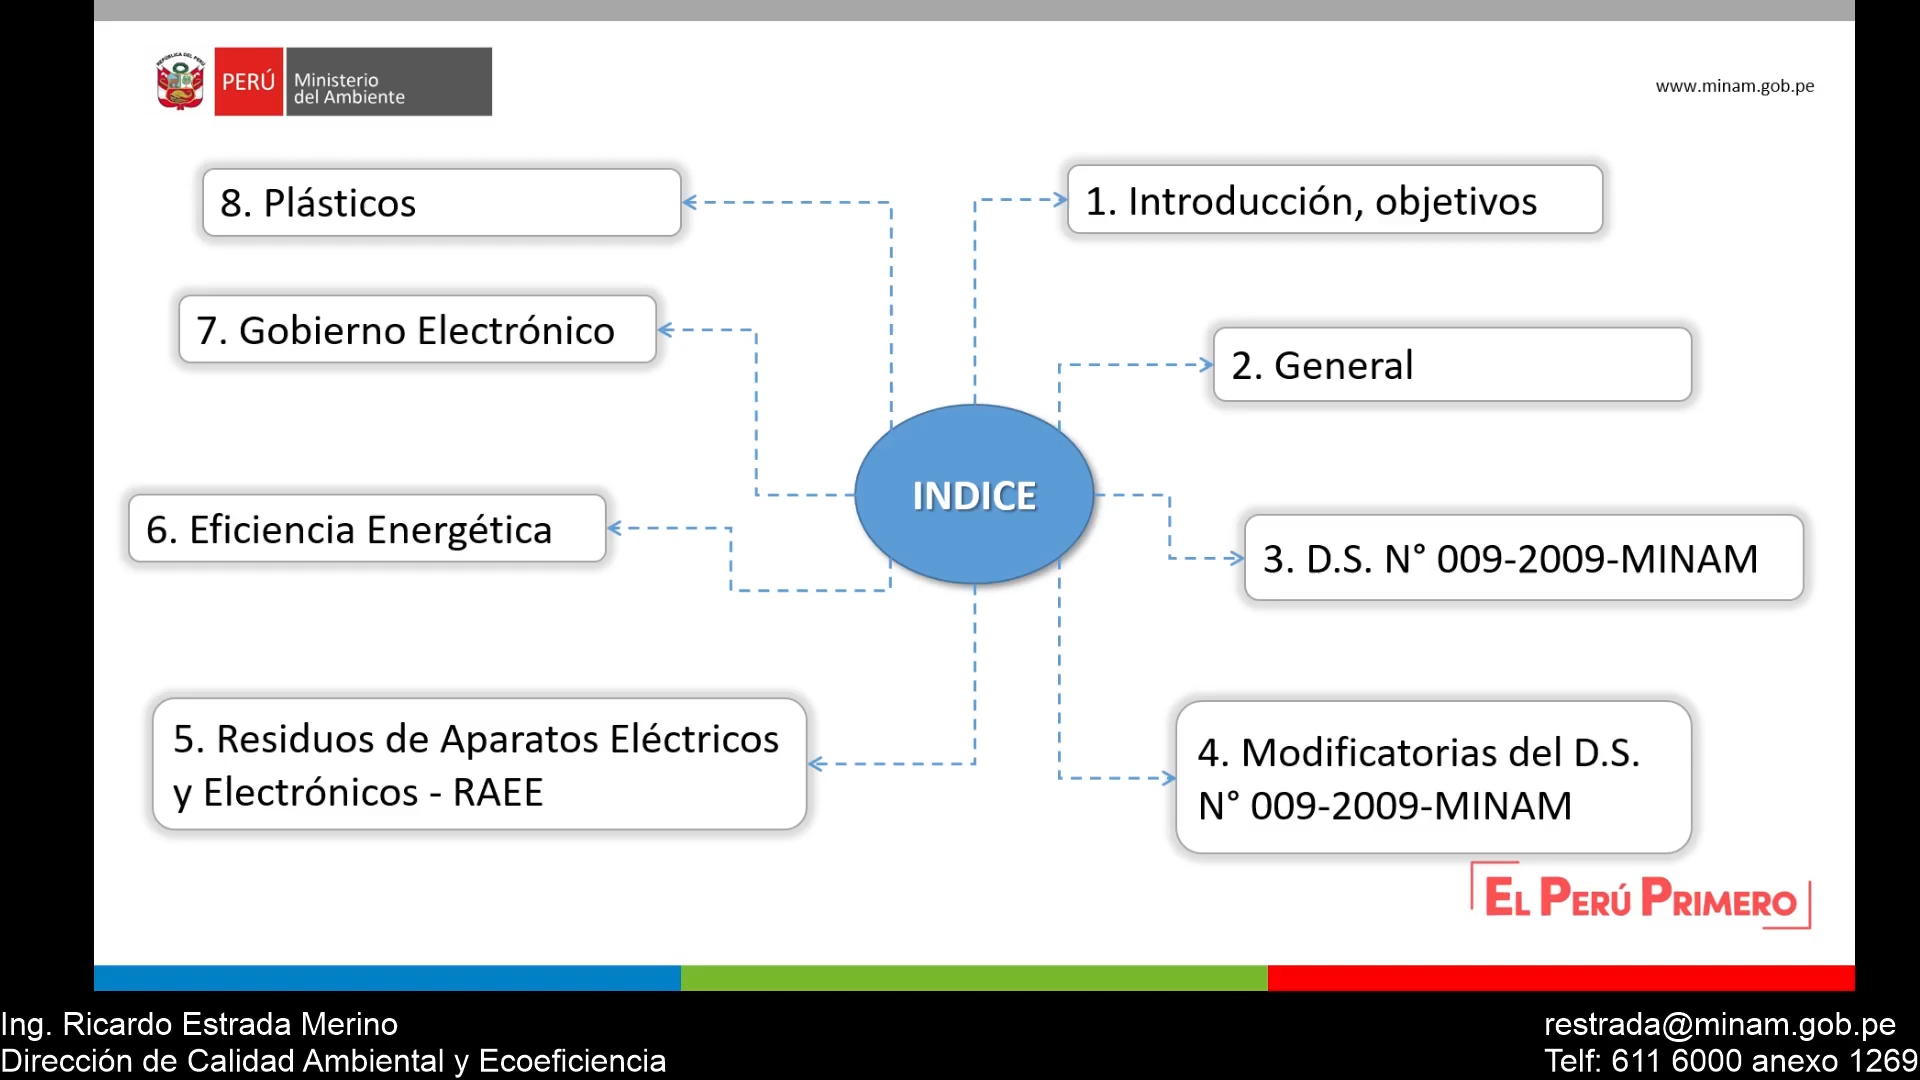 REPÚBLICA DEL PERÚ
PERÚ
Ministerio
del Ambiente
www.minam.gob.pe
8. Plásticos
1. Introducción, objetivos
7. Gobierno Electrónico
2. General
INDICE
6. Eficiencia Energética
3. D.S. N° 009-2009-MINAM
5. Residuos de Aparatos Eléctricos
y Electrónicos - RAEE
4. Modificatorias del D.S.
N° 009-2009-MINAM
EL PERÚ PRIMERO
Ing. Ricardo Estrada Merino
Dirección de Calidad Ambiental y Ecoeficiencia
restrada@minam.gob.pe
Telf: 611 6000 anexo 1269